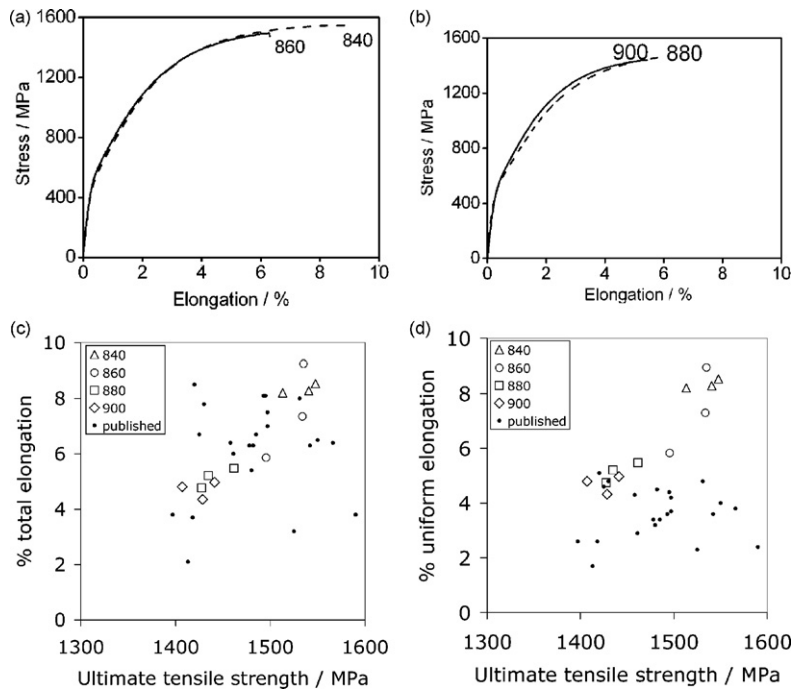 (a)
1600
1200
800
400
0
0 2 4 6 8 10
Stress / MPa
Elongation / %
860
840
(b)
1600
1200
800
400
0
0 2 4 6 8 10
Stress / MPa
Elongation / %
900
880
(c)
10
8
6
4
2
0
1300 1400 1500 1600
% total elongation
Ultimate tensile strength / MPa
840
860
880
900
published
(d)
10
8
6
4
2
0
1300 1400 1500 1600
% uniform elongation
Ultimate tensile strength / MPa
840
860
880
900
published